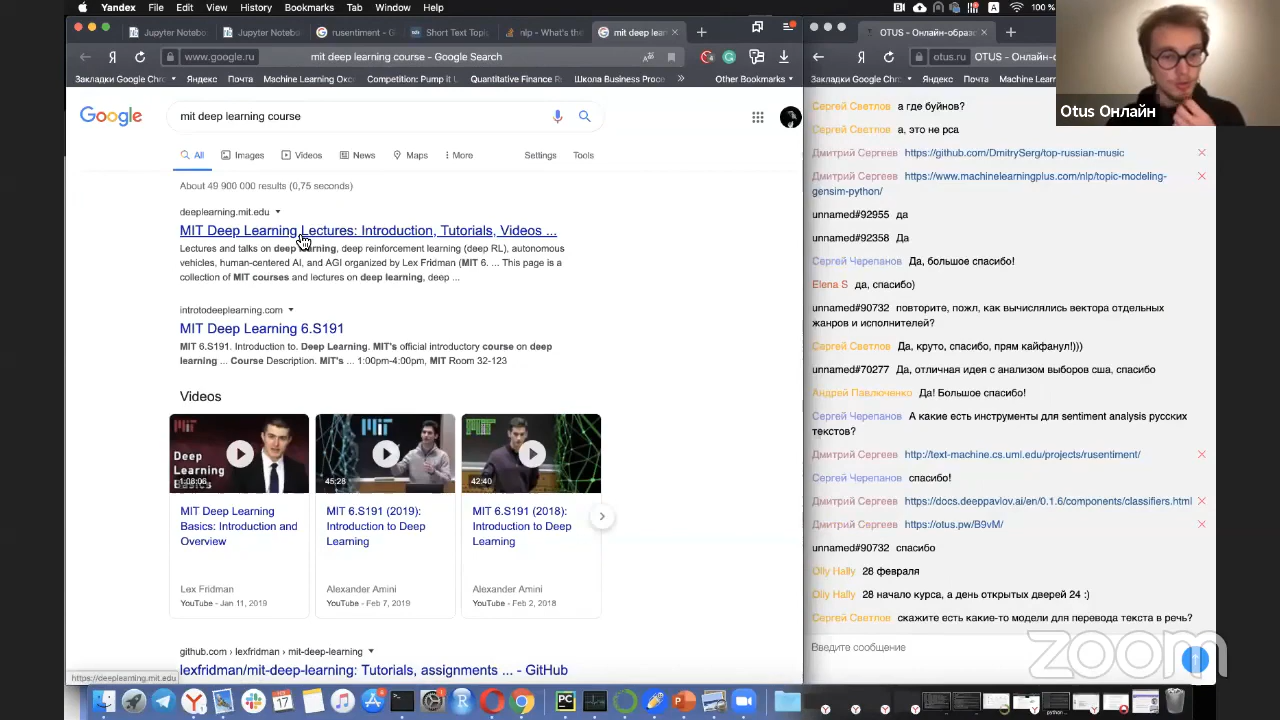 Yandex File Edit View History Bookmarks Tab Window Help
100 %
Jupyter Notebo
Jupyter Notebo
rusentiment - G
Short Text Topi
nlp - What's the
mit deep lear
OTUS - Онлайн-образ
www.google.ru
mit deep learning course - Google Search
otus.ru
OTUS - Онлайн-об
Закладки Google Chr
Яндекс
Почта
Machine Learning Окс
Компьютер
Quantitative Finance R
Школа Business Proce
Other Bookmarks
Закладки Google Chr
Яндекс
Почта
Machine Learni
Otus Онлайн
Google
mit deep learning course
All
Images
Videos
News
Maps
More
Settings
Tools
About 49 900 000 results (0,75 seconds)
deeplearning.mit.edu
MIT Deep Learning Lectures: Introduction, Tutorials, Videos ...
Lectures and talks on deep learning, deep reinforcement learning (deep RL), autonomous
vehicles, human-centered AI, and AGI organized by Lex Fridman (MIT 6. ... This page is a
collection of MIT courses and lectures on deep learning, deep ...
introtodeeplearning.com
MIT Deep Learning 6.S191
MIT 6.S191. Introduction to. Deep Learning. MIT's official introductory course on deep
learning ... Course Description. MIT's ... 1:00pm-4:00pm, MIT Room 32-123
Videos
Deep
Learning
Basics
1:08:06
45:28
42:40
MIT Deep Learning
Basics: Introduction and
Overview
Lex Fridman
YouTube - Jan 11, 2019
MIT 6.S191 (2019):
Introduction to Deep
Learning
Alexander Amini
YouTube - Feb 7, 2019
MIT 6.S191 (2018):
Introduction to Deep
Learning
Alexander Amini
YouTube - Feb 2, 2018
github.com › lexfridman › mit-deep-learning
lexfridman/mit-deep-learning: Tutorials, assignments ... - GitHub
https://deeplearning.mit.edu
Сергей Светлов а где буйнов?
Сергей Светлов а, это не рса
Дмитрий Сергеев https://github.com/DmitrySerg/top-russian-music
Дмитрий Сергеев https://www.machinelearningplus.com/nlp/topic-modeling-
gensim-python/
unnamed#92955 да
unnamed#92358 Да
Сергей Черепанов Да, большое спасибо!
Elena S да, спасибо)
unnamed#90732 повторите, пожл, как вычислялись вектора отдельных
жанров и исполнителей?
Сергей Светлов Да, круто, спасибо, прям кайфанул!)))
unnamed#70277 Да, отличная идея с анализом выборов сша, спасибо
Андрей Павлюченко Да! Большое спасибо!
Сергей Черепанов А какие есть инструменты для sentiment analysis русских
текстов?
Дмитрий Сергеев http://text-machine.cs.uml.edu/projects/rusentiment/
Сергей Черепанов спасибо!
Дмитрий Сергеев https://docs.deeppavlov.ai/en/0.1.6/components/classifiers.html
Дмитрий Сергеев https://otus.pw/B9vM/
unnamed#90732 спасибо
Olly Hally 28 февраля
Olly Hally 28 начало курса, а день открытых дверей 24 :)
Сергей Светлов скажите есть какие-то модели для перевода текста в речь?
Введите сообщение
zoom